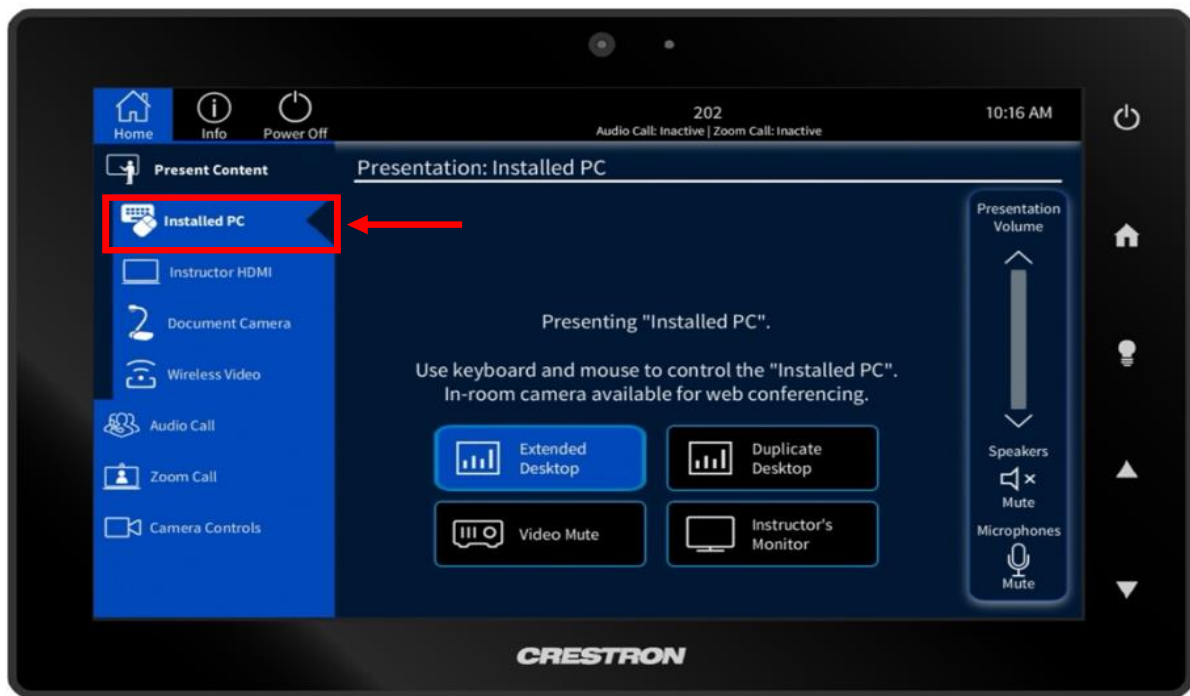 Home
Info
Power Off
202
Audio Call: Inactive | Zoom Call: Inactive
10:16 AM
Present Content
Installed PC
Instructor HDMI
Document Camera
Wireless Video
Audio Call
Zoom Call
Camera Controls
Presentation: Installed PC
Presenting "Installed PC".
Use keyboard and mouse to control the "Installed PC".
In-room camera available for web conferencing.
Extended
Desktop
Duplicate
Desktop
Video Mute
Instructor's
Monitor
Presentation
Volume
Speakers
Mute
Microphones
Mute
CRESTRON